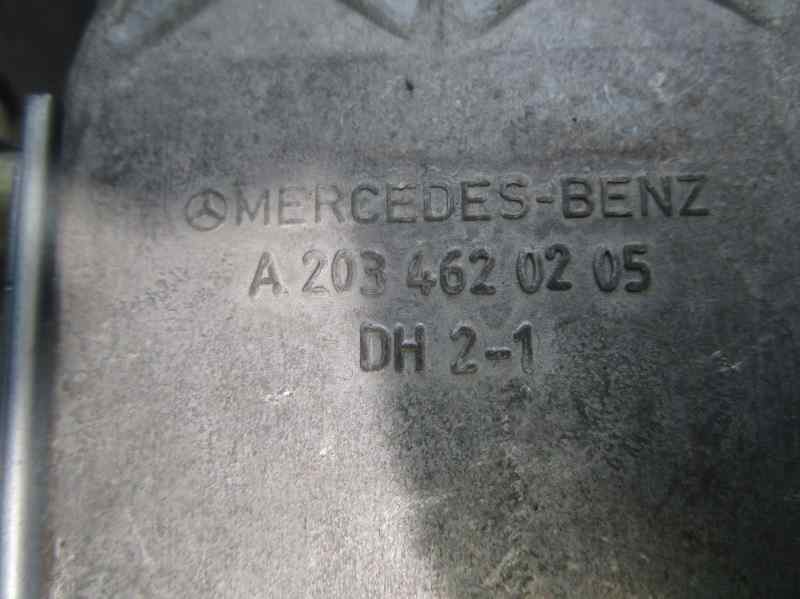 MERCEDES-BENZ
A 203 462 02 05
DH 2-1